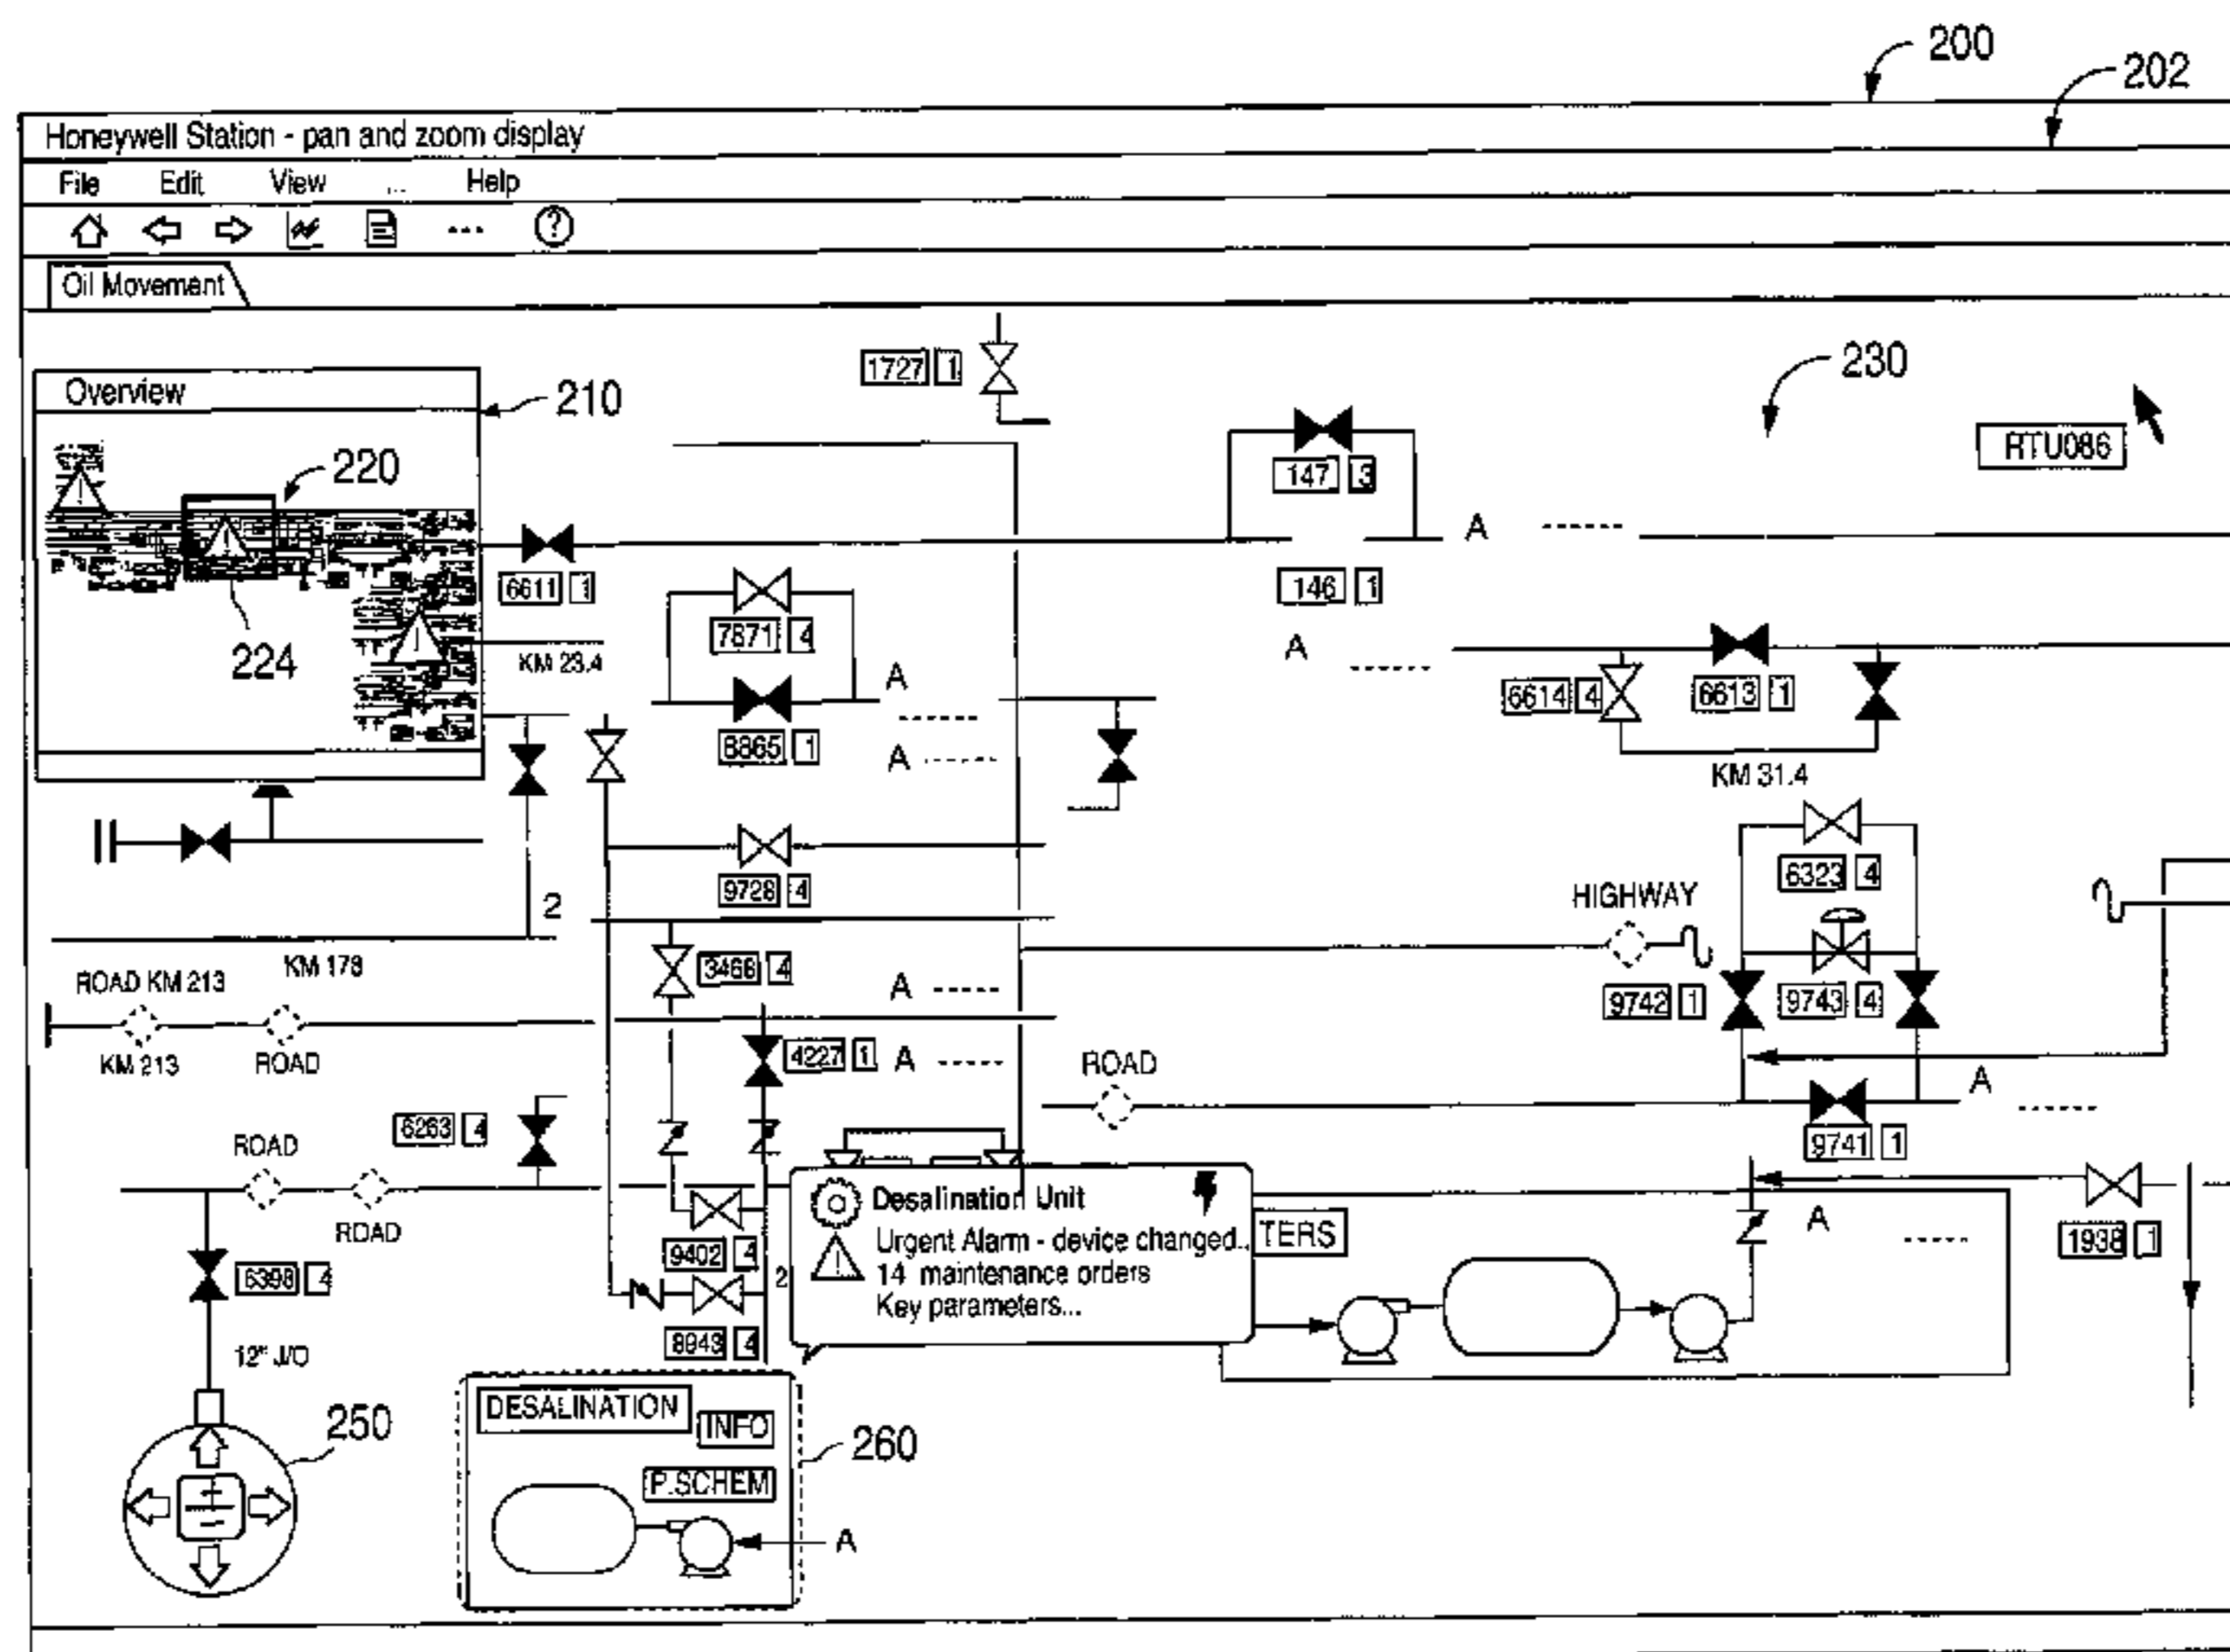 200
202
Honeywell Station - pan and zoom display
File Edit View ... Help
?
Oil Movement
1727 1
230
Overview
210
RTU086
220
147 3
A
6611 1
146 1
7871 4
224
KM 23.4
A
A
6614 4
6613 1
8865 1
A
KM 31.4
9728 4
6323 4
2
HIGHWAY
KM 178
3466 4
ROAD KM 213
A
9742 1
9743 4
KM 213
ROAD
4227 1
A
ROAD
A
6263 4
ROAD
9741 1
ROAD
Desalination Unit
Urgent Alarm - device changed..
14 maintenance orders
Key parameters...
TERS
A
1938 1
9402 4
2
6398 4
8943 4
12" J/O
250
DESALINATION
INFO
260
P.SCHEM
A